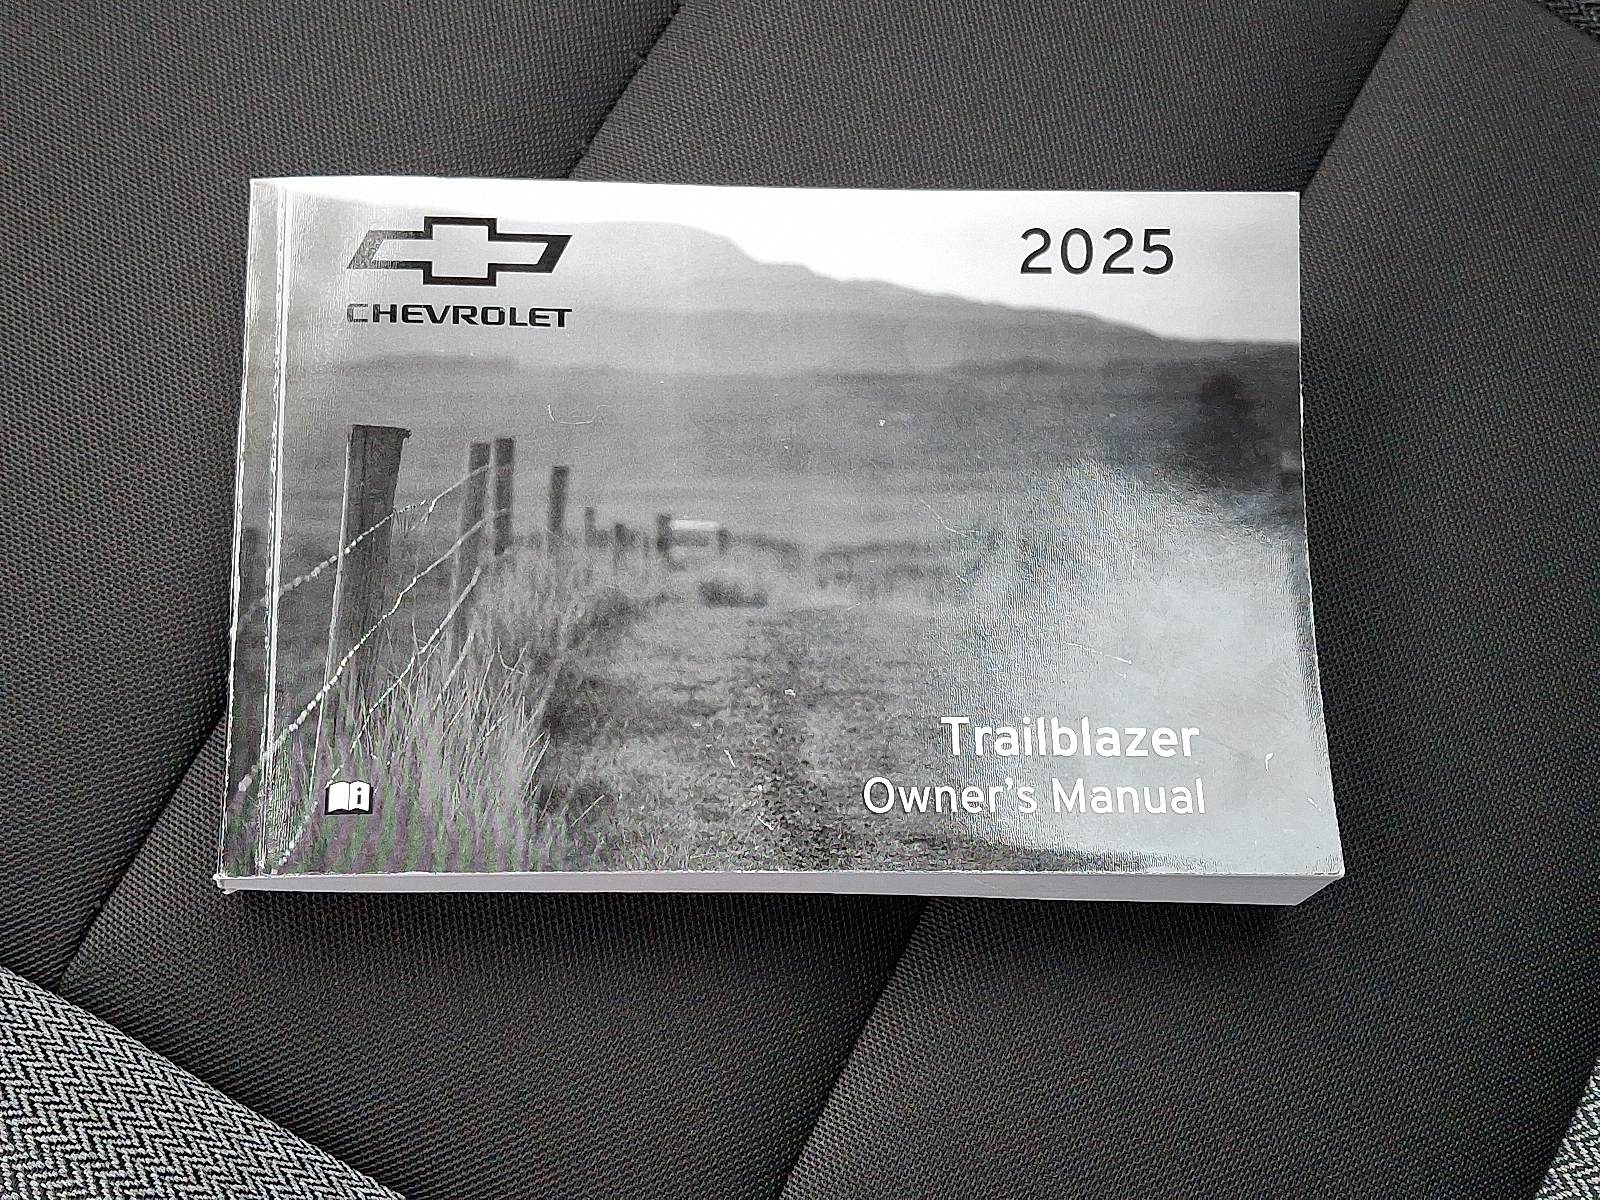 CHEVROLET
2025
Trailblazer
Owner's Manual